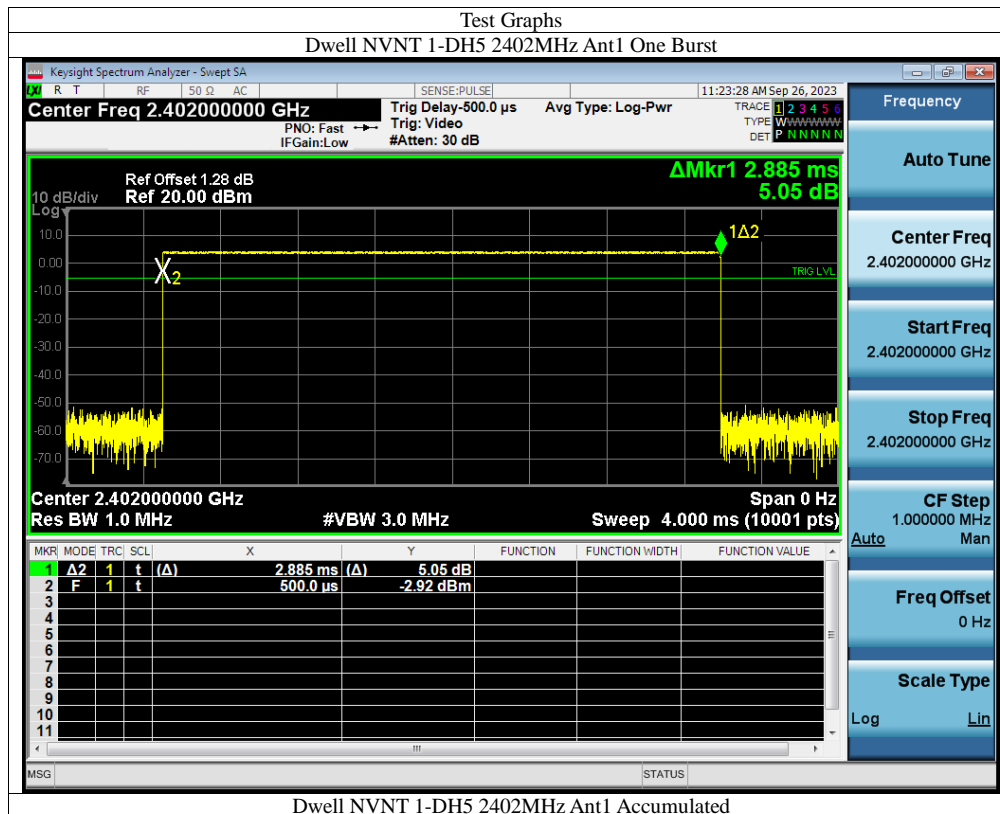 Test Graphs
Dwell NVNT 1-DH5 2402MHz Ant1 One Burst
Keysight Spectrum Analyzer - Swept SA
LXI R T RF 50 Ω AC SENSE:PULSE 11:23:28 AM Sep 26, 2023
Center Freq 2.402000000 GHz
PNO: Fast
IFGain:Low
Trig Delay-500.0 µs
Trig: Video
#Atten: 30 dB
Avg Type: Log-Pwr
TRACE 1 2 3 4 5 6
TYPE WWWWWWW
DET P N N N N N
Ref Offset 1.28 dB
10 dB/div Ref 20.00 dBm
Log
ΔMkr1 2.885 ms
5.05 dB
10.0
0.00
-10.0
-20.0
-30.0
-40.0
-50.0
-60.0
-70.0
1Δ2
2
TRIG LVL
Center 2.402000000 GHz Span 0 Hz
Res BW 1.0 MHz #VBW 3.0 MHz Sweep 4.000 ms (10001 pts)
MKR MODE TRC SCL X Y FUNCTION FUNCTION WIDTH FUNCTION VALUE
1 Δ2 1 t (Δ) 2.885 ms (Δ) 5.05 dB
2 F 1 t 500.0 µs -2.92 dBm
3
4
5
6
7
8
9
10
11
MSG STATUS
Frequency
Auto Tune
Center Freq
2.402000000 GHz
Start Freq
2.402000000 GHz
Stop Freq
2.402000000 GHz
CF Step
1.000000 MHz
Auto Man
Freq Offset
0 Hz
Scale Type
Log Lin
Dwell NVNT 1-DH5 2402MHz Ant1 Accumulated